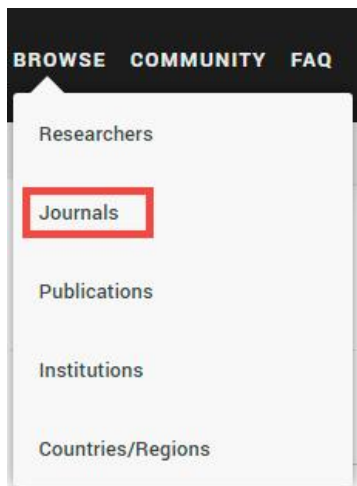 BROWSE COMMUNITY FAQ
Researchers
Journals
Publications
Institutions
Countries/Regions